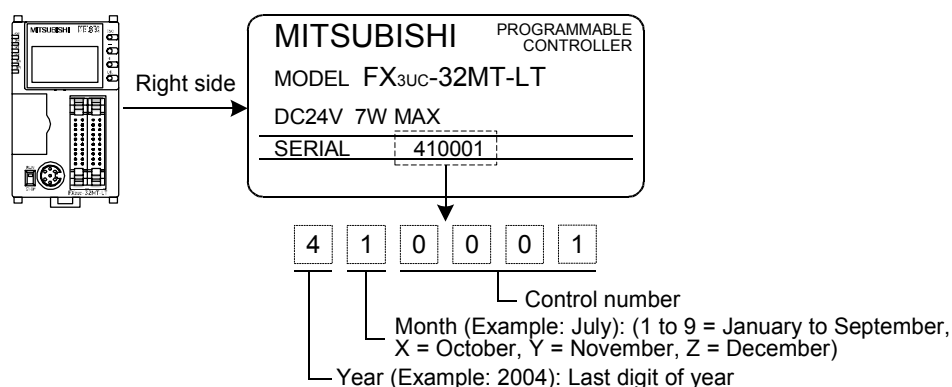 MITSUBISHI
Right side
MITSUBISHI
PROGRAMMABLE
CONTROLLER
MODEL FX3UC-32MT-LT
DC24V 7W MAX
SERIAL 410001
4 1 0 0 0 1
Control number
Month (Example: July): (1 to 9 = January to September,
X = October, Y = November, Z = December)
Year (Example: 2004): Last digit of year